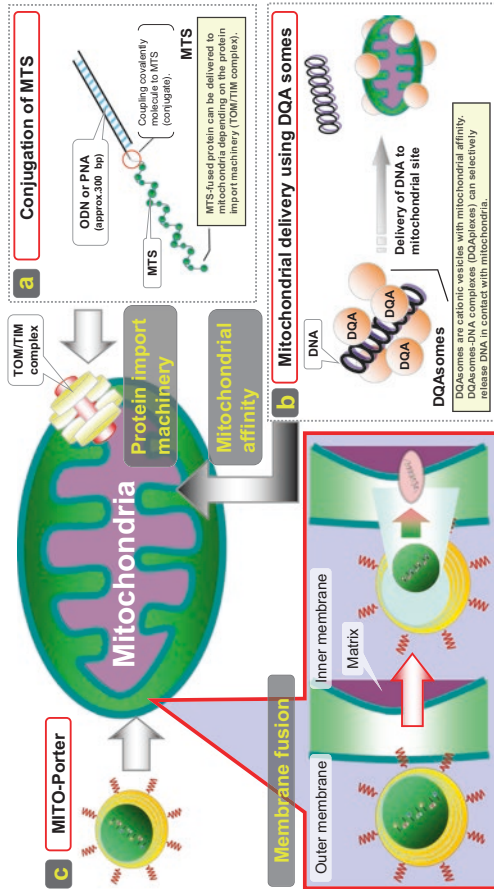 a
Conjugation of MTS
ODN or PNA
(approx.300 bp)
Coupling covalently
molecule to MTS
(conjugate).
MTS
MTS
MTS-fused protein can be delivered to
mitochondria depending on the protein
import machinery (TOM/TIM complex).
b
Mitochondrial delivery using DQA somes
DNA
DQA
DQA
DQA
DQA
Delivery of DNA to
mitochondrial site
DQAsomes
DQAsomes are cationic vesicles with mitochondrial affinity.
DQAsomes-DNA complexes (DQAplexes) can selectively
release DNA in contact with mitochondria.
c
MITO-Porter
Mitochondria
TOM/TIM
complex
Protein import
machinery
Mitochondrial
affinity
Membrane fusion
Outer membrane
Inner membrane
Matrix